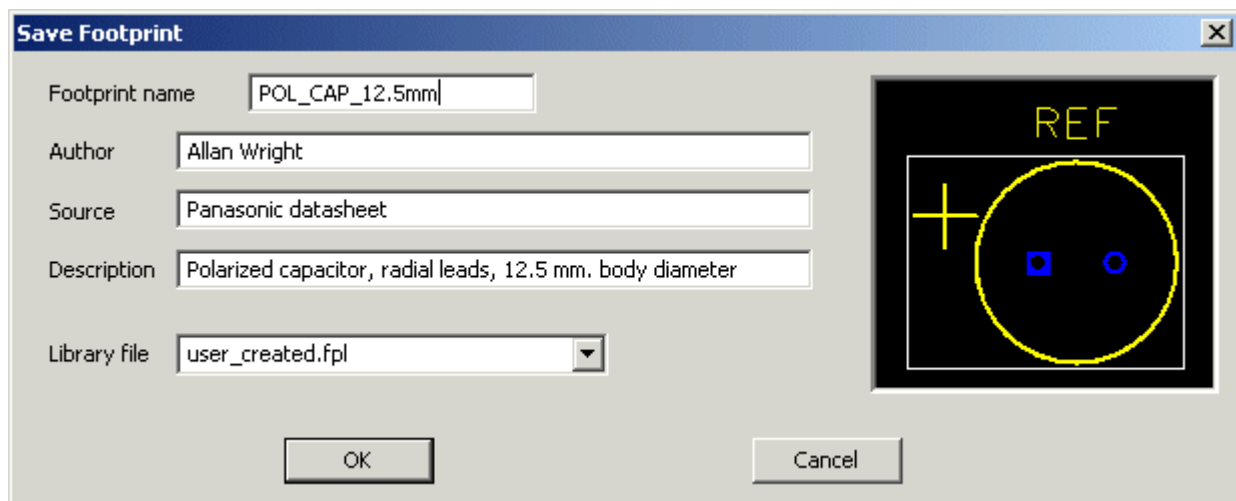 Save Footprint
Footprint name POL_CAP_12.5mm
Author Allan Wright
Source Panasonic datasheet
Description Polarized capacitor, radial leads, 12.5 mm. body diameter
Library file user_created.fpl
REF
OK Cancel